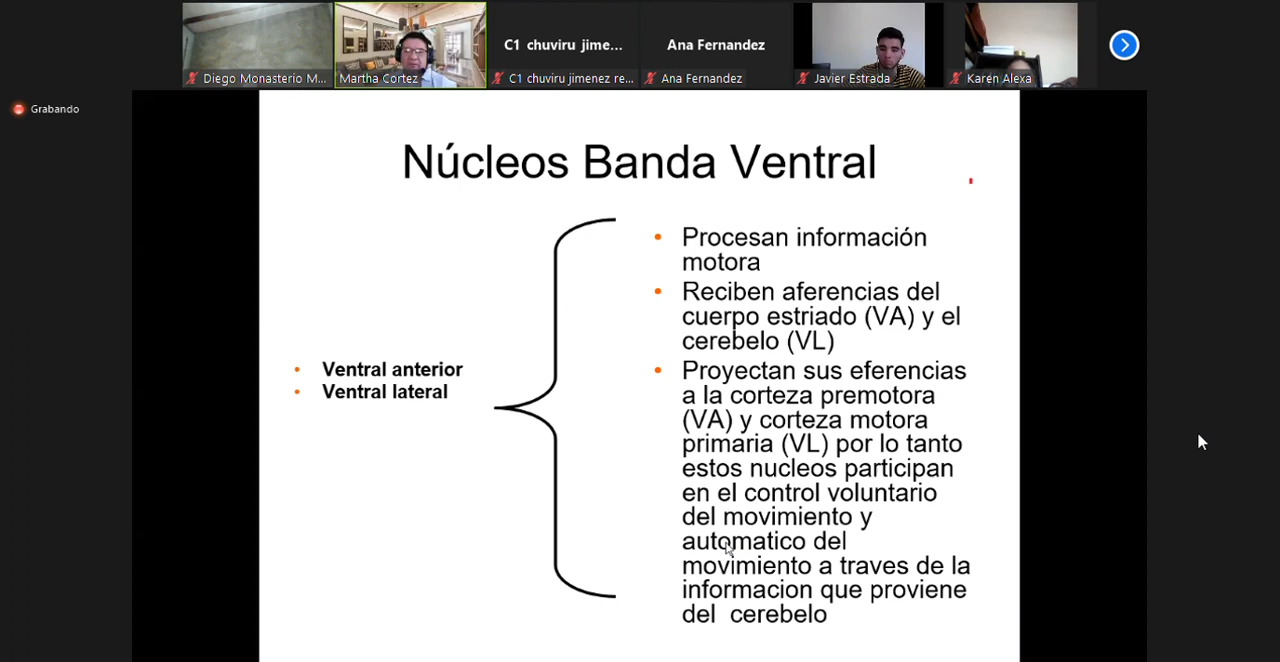 C1 chuviru jime...
Ana Fernandez
Diego Monasterio M...
Martha Cortez
C1 chuviru jimenez re...
Ana Fernandez
Javier Estrada
Karen Alexa
Grabando
Núcleos Banda Ventral
• Ventral anterior
• Ventral lateral
• Procesan información
motora
• Reciben aferencias del
cuerpo estriado (VA) y el
cerebelo (VL)
• Proyectan sus eferencias
a la corteza premotora
(VA) y corteza motora
primaria (VL) por lo tanto
estos nucleos participan
en el control voluntario
del movimiento y
automatico del
movimiento a traves de la
informacion que proviene
del cerebelo